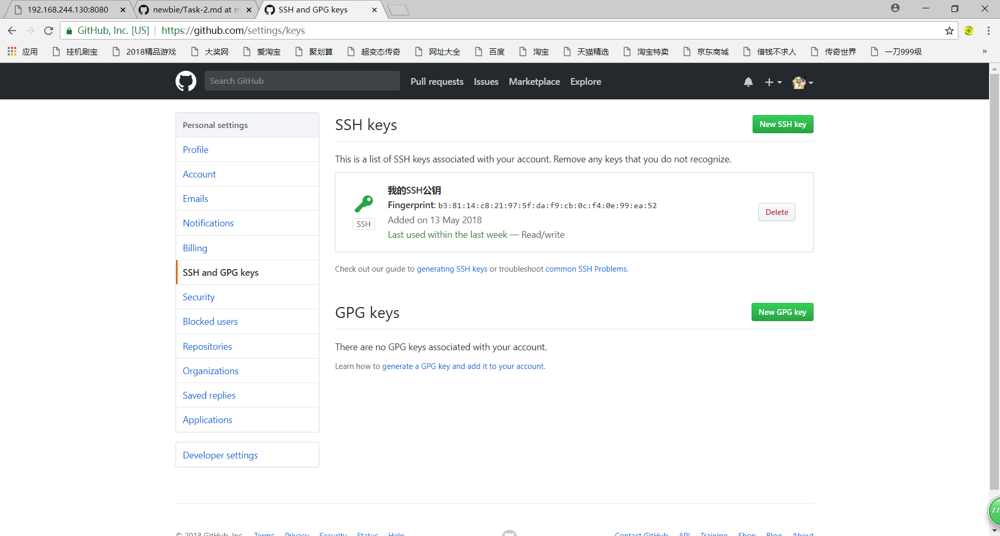 192.168.244.130:8080
newbie/Task-2.md at m
SSH and GPG keys
GitHub, Inc. [US]
https://github.com/settings/keys
应用
挂机刷宝
2018精品游戏
大奖网
爱淘宝
聚划算
超变态传奇
网址大全
百度
淘宝
天猫精选
淘宝特卖
京东商城
借钱不求人
传奇世界
一刀999级
»
Search GitHub
Pull requests
Issues
Marketplace
Explore
Personal settings
Profile
Account
Emails
Notifications
Billing
SSH and GPG keys
Security
Blocked users
Repositories
Organizations
Saved replies
Applications
Developer settings
SSH keys
New SSH key
This is a list of SSH keys associated with your account. Remove any keys that you do not recognize.
我的SSH公钥
Fingerprint: b3:81:14:c8:21:97:5f:da:f9:cb:0c:f4:0e:99:ea:52
SSH
Added on 13 May 2018
Last used within the last week — Read/write
Delete
Check out our guide to generating SSH keys or troubleshoot common SSH Problems.
GPG keys
New GPG key
There are no GPG keys associated with your account.
Learn how to generate a GPG key and add it to your account.
77
© 2018 GitHub, Inc.
Terms
Privacy
Security
Status
Help
Contact GitHub
API
Training
Shop
Blog
About